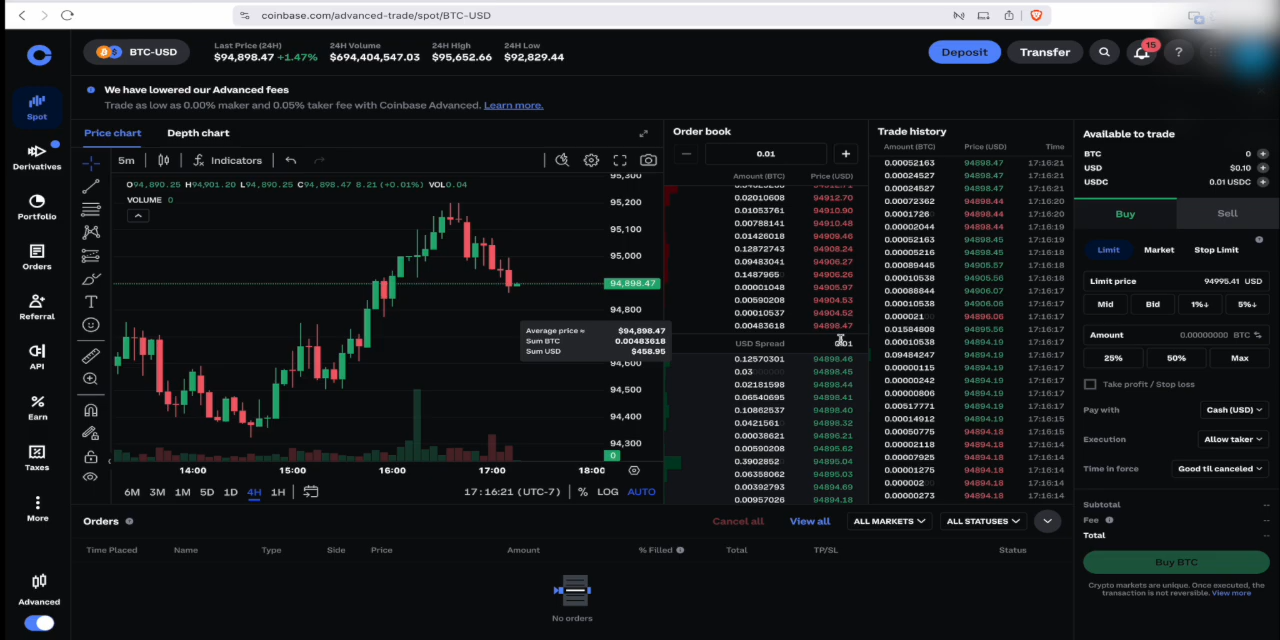 coinbase.com/advanced-trade/spot/BTC-USD
BTC-USD
Last Price (24H)
$94,898.47 +1.47%
24H Volume
$694,404,547.03
24H High
$95,652.66
24H Low
$92,829.44
Deposit
Transfer
15
?
We have lowered our Advanced fees
Trade as low as 0.00% maker and 0.05% taker fee with Coinbase Advanced. Learn more.
Spot
Derivatives
Portfolio
Orders
Referral
API
Earn
Taxes
More
Advanced
Price chart
Depth chart
5m
Indicators
O94,890.25 H94,901.20 L94,890.25 C94,898.47 8.21 (+0.01%) VOL0.04
VOLUME 0
95,300
95,200
95,100
95,000
94,898.47
94,800
94,600
94,500
94,400
94,300
0
Average price ≈ $94,898.47
Sum BTC 0.00483618
Sum USD $458.95
14:00 15:00 16:00 17:00 18:00
6M 3M 1M 5D 1D 4H 1H
17:16:21 (UTC-7) % LOG AUTO
Order book
0.01
Amount (BTC) Price (USD)
0.02010608 94912.70
0.01053761 94910.90
0.00788141 94910.48
0.01426018 94909.46
0.12872743 94908.24
0.09483041 94906.27
0.1487965 94906.26
0.00001048 94905.97
0.00590208 94904.53
0.00010537 94904.52
0.00483618 94898.47
USD Spread
0.12570301 94898.46
0.03 94898.45
0.02181598 94898.44
0.06540695 94898.41
0.10862537 94898.40
0.0421561 94898.32
0.00038621 94896.21
0.00590208 94895.62
0.3902852 94895.04
0.06358062 94895.03
0.00392793 94894.69
0.00957026 94894.18
Trade history
Amount (BTC) Price (USD) Time
0.00052163 94898.47 17:16:21
0.00024527 94898.47 17:16:21
0.00024527 94898.47 17:16:21
0.00072362 94898.44 17:16:20
0.0001726 94898.44 17:16:20
0.00002044 94898.44 17:16:19
0.00052163 94898.45 17:16:19
0.00005216 94898.45 17:16:18
0.00089445 94905.57 17:16:18
0.00010538 94905.56 17:16:18
0.00088844 94906.07 17:16:18
0.00010538 94906.06 17:16:18
0.000021 94896.06 17:16:18
0.01584808 94895.56 17:16:18
0.00010538 94894.19 17:16:18
0.09484247 94894.19 17:16:17
0.00000115 94894.19 17:16:17
0.00000242 94894.19 17:16:17
0.00000806 94894.19 17:16:17
0.00517771 94894.19 17:16:17
0.00014912 94894.19 17:16:15
0.00050775 94894.18 17:16:15
0.00002118 94894.18 17:16:14
0.00007925 94894.18 17:16:14
0.00001275 94894.18 17:16:14
0.000002 94894.18 17:16:14
0.00000273 94894.18 17:16:14
Available to trade
BTC 0
USD $0.10
USDC 0.01 USDC
Buy
Sell
Limit
Market
Stop Limit
Limit price 94995.41 USD
Mid
Bid
1%↓
5%↓
Amount 0.00000000 BTC
25%
50%
Max
Take profit / Stop loss
Pay with Cash (USD)
Execution Allow taker
Time in force Good til canceled
Subtotal --
Fee --
Total --
Buy BTC
Crypto markets are unique. Once executed, the
transaction is not reversible. View more
Orders
Cancel all
View all
ALL MARKETS
ALL STATUSES
Time Placed Name Type Side Price Amount % Filled Total TP/SL Status
No orders